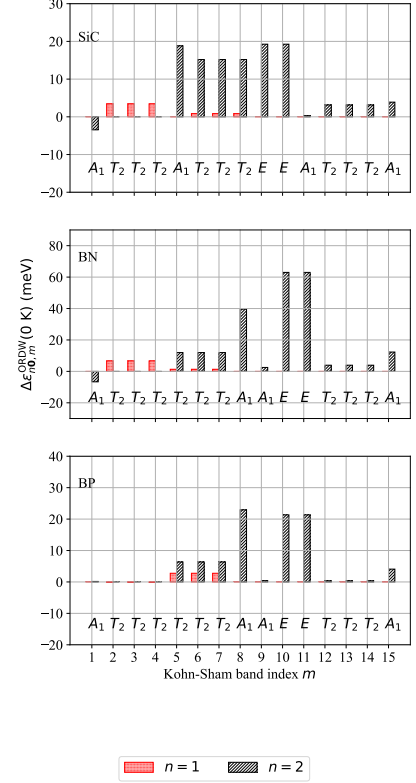 30
SiC
20
10
0
−10
A₁ T₂ T₂ T₂ A₁ T₂ T₂ T₂ E E A₁ T₂ T₂ T₂ A₁
−20
80
BN
60
40
20
0
−20
A₁ T₂ T₂ T₂ T₂ T₂ T₂ A₁ A₁ E E T₂ T₂ T₂ A₁
Δε^{ORDW}_{n0,m}(0 K) (meV)
40
BP
30
20
10
0
−10
A₁ T₂ T₂ T₂ T₂ T₂ T₂ A₁ A₁ E E T₂ T₂ T₂ A₁
−20
1 2 3 4 5 6 7 8 9 10 11 12 13 14 15
Kohn-Sham band index m
n = 1 n = 2